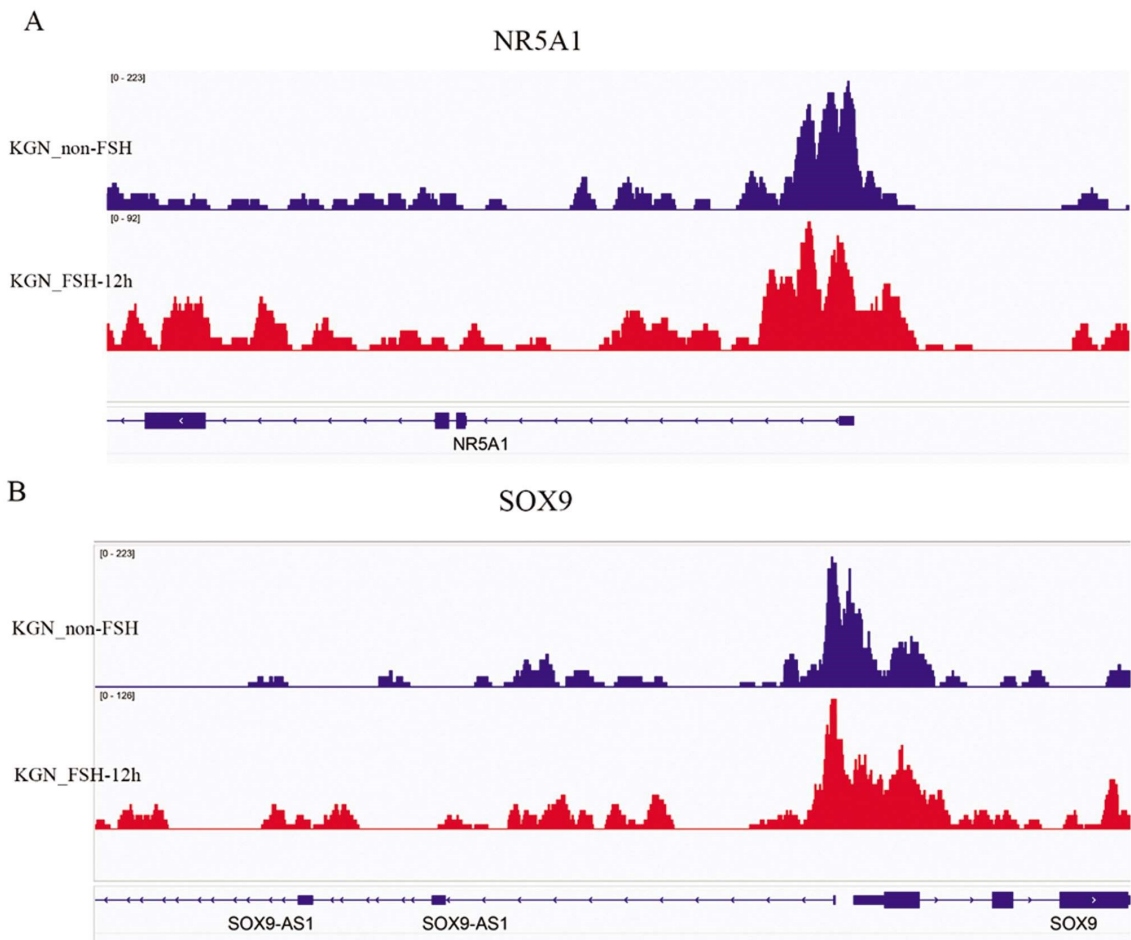 A
NR5A1
[0 - 223]
KGN_non-FSH
[0 - 92]
KGN_FSH-12h
NR5A1
B
SOX9
[0 - 223]
KGN_non-FSH
[0 - 126]
KGN_FSH-12h
SOX9-AS1 SOX9-AS1 SOX9